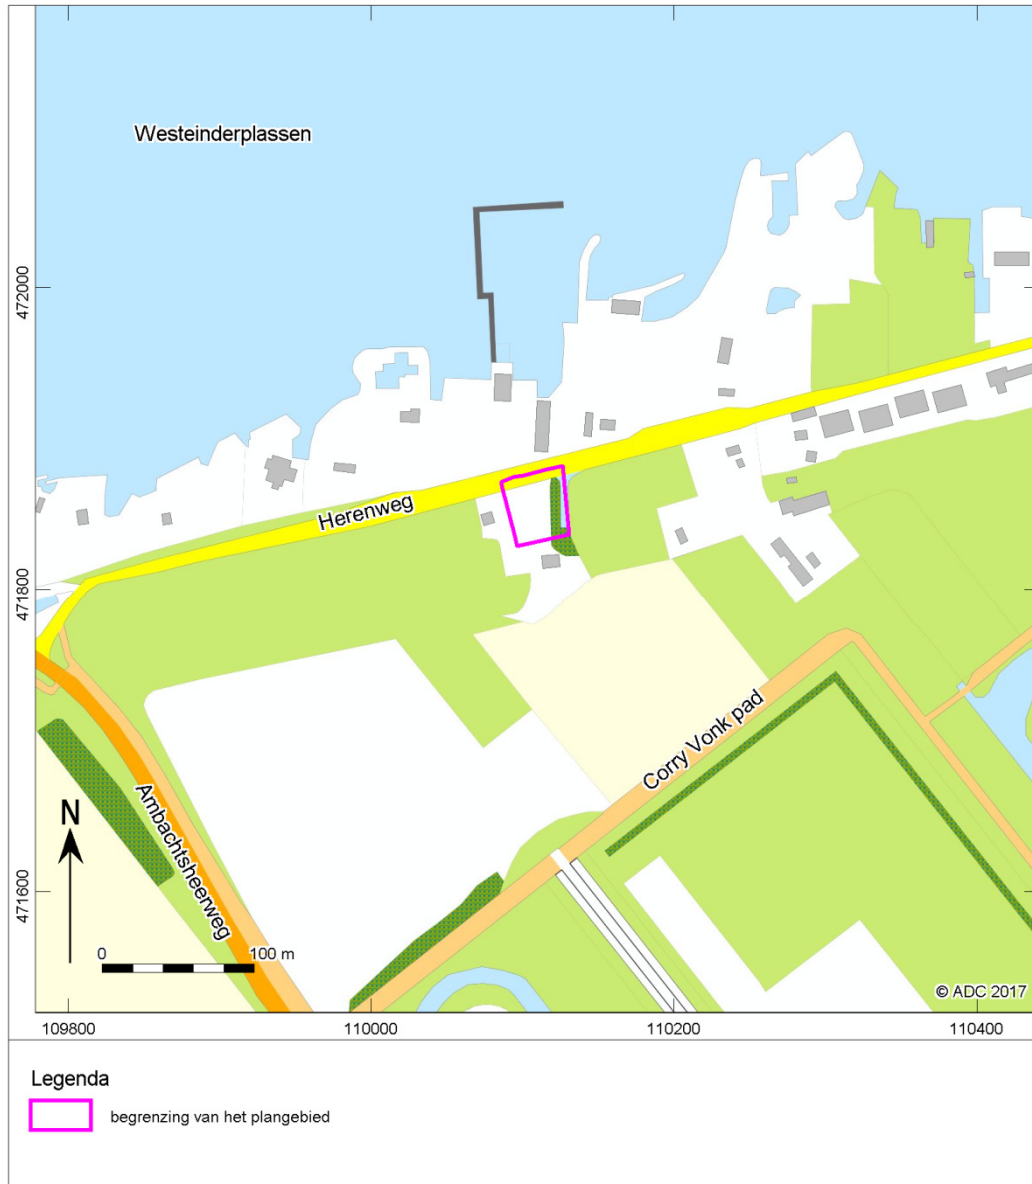 Westeinderplassen
472000
Herenweg
471800
Corry Vonk pad
Ambachtsheerweg
N
471600
0 100 m
© ADC 2017
109800 110000 110200 110400
Legenda
begrenzing van het plangebied